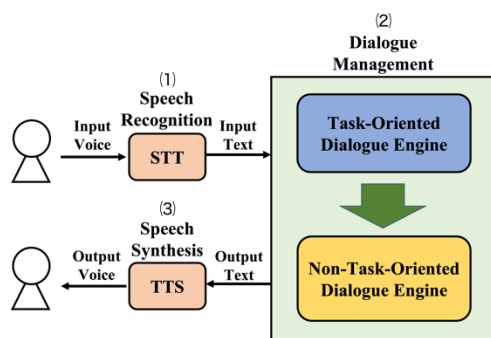 (1)
Speech
Recognition
Input
Voice
STT
Input
Text
(2)
Dialogue
Management
Task-Oriented
Dialogue Engine
Non-Task-Oriented
Dialogue Engine
(3)
Speech
Synthesis
Output
Voice
TTS
Output
Text